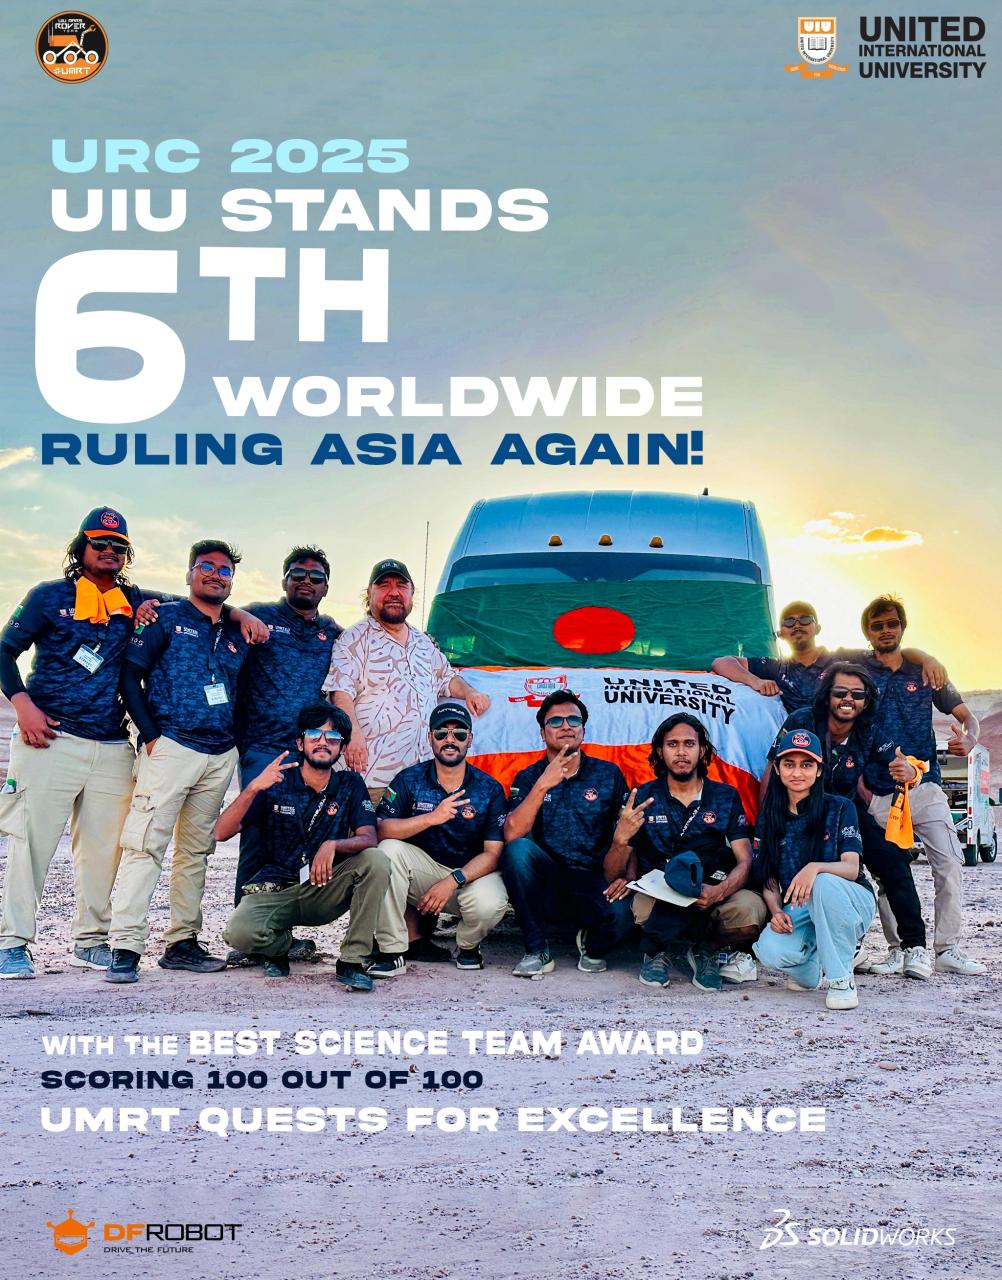 UIU MARS
ROVER
TEAM
#UMRT
UIU
UNITED
INTERNATIONAL
UNIVERSITY
URC 2025
UIU STANDS
6TH
WORLDWIDE
RULING ASIA AGAIN!
UNITED
INTERNATIONAL
UNIVERSITY
WITH THE BEST SCIENCE TEAM AWARD
SCORING 100 OUT OF 100
UMRT QUESTS FOR EXCELLENCE
DFROBOT
DRIVE THE FUTURE
SOLIDWORKS